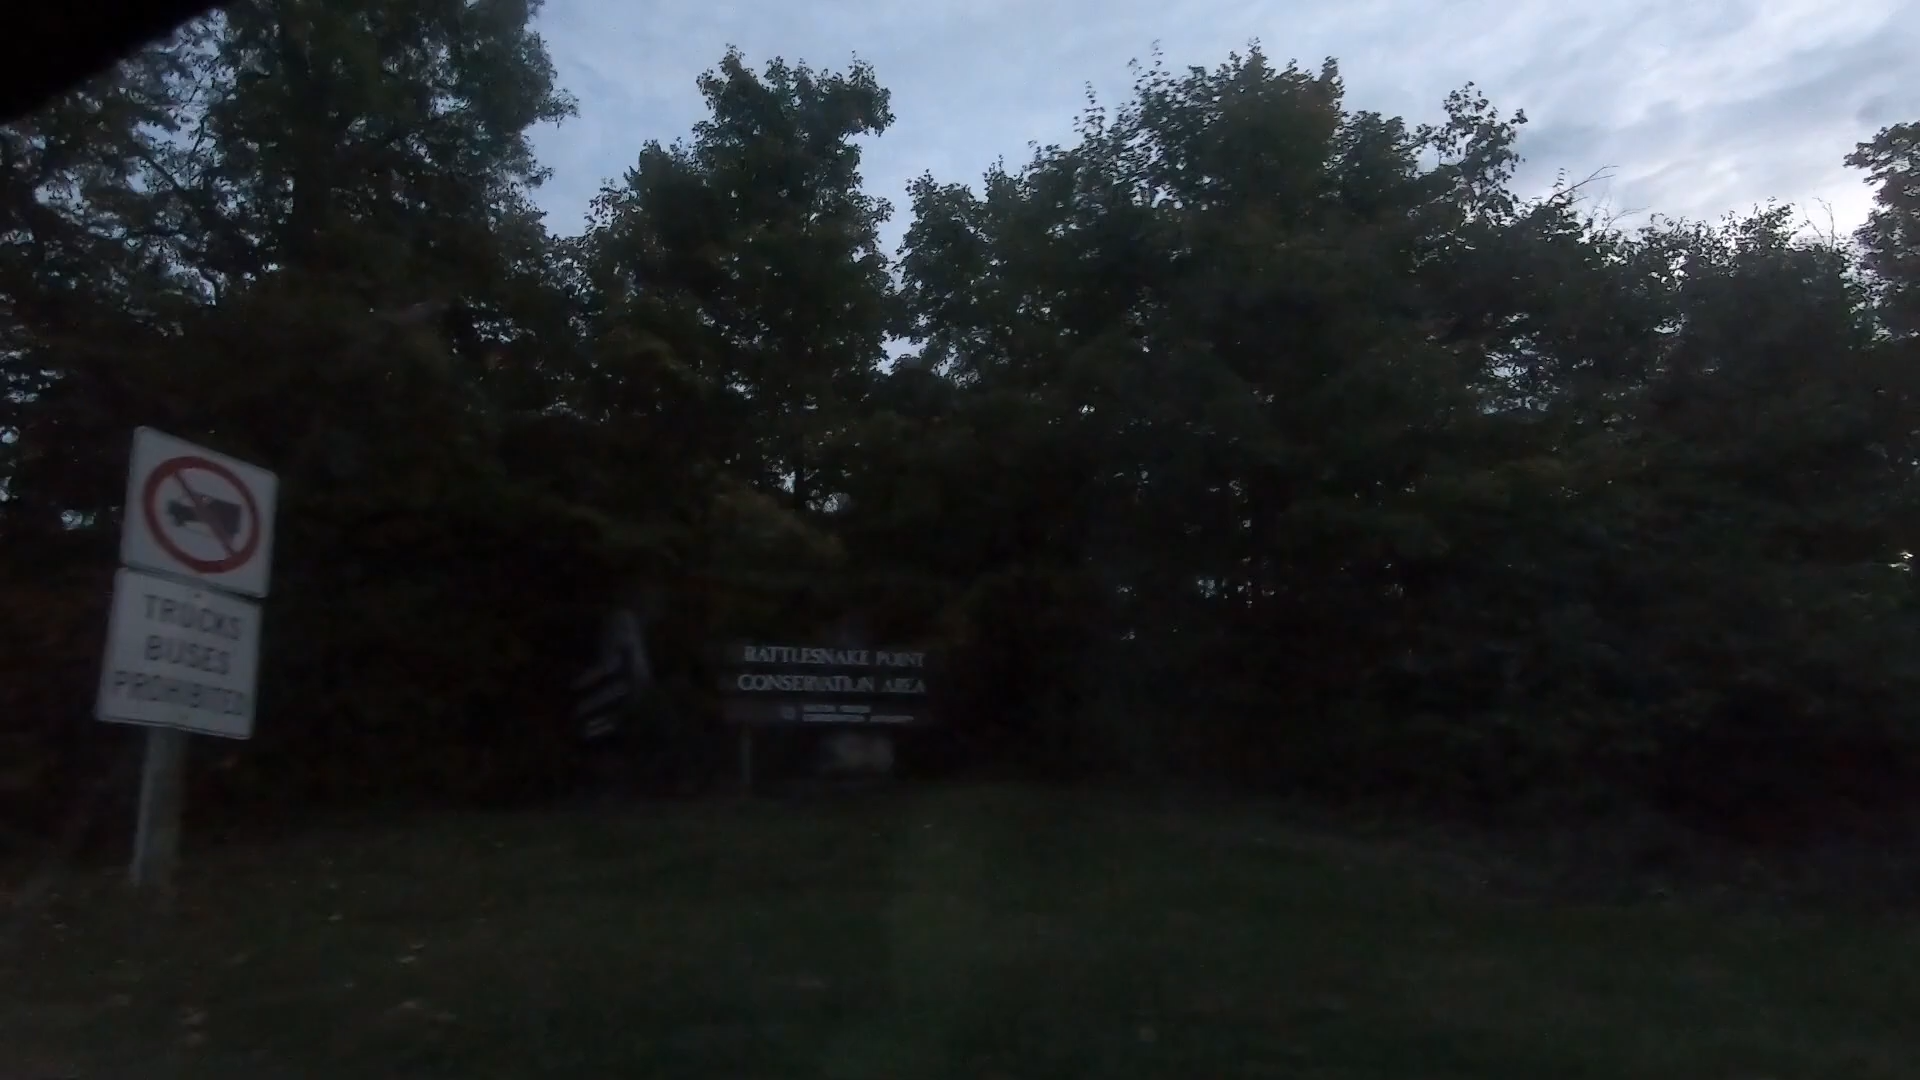 TRUCKS
BUSES
PROHIBITED
RATTLESNAKE POINT
CONSERVATION AREA